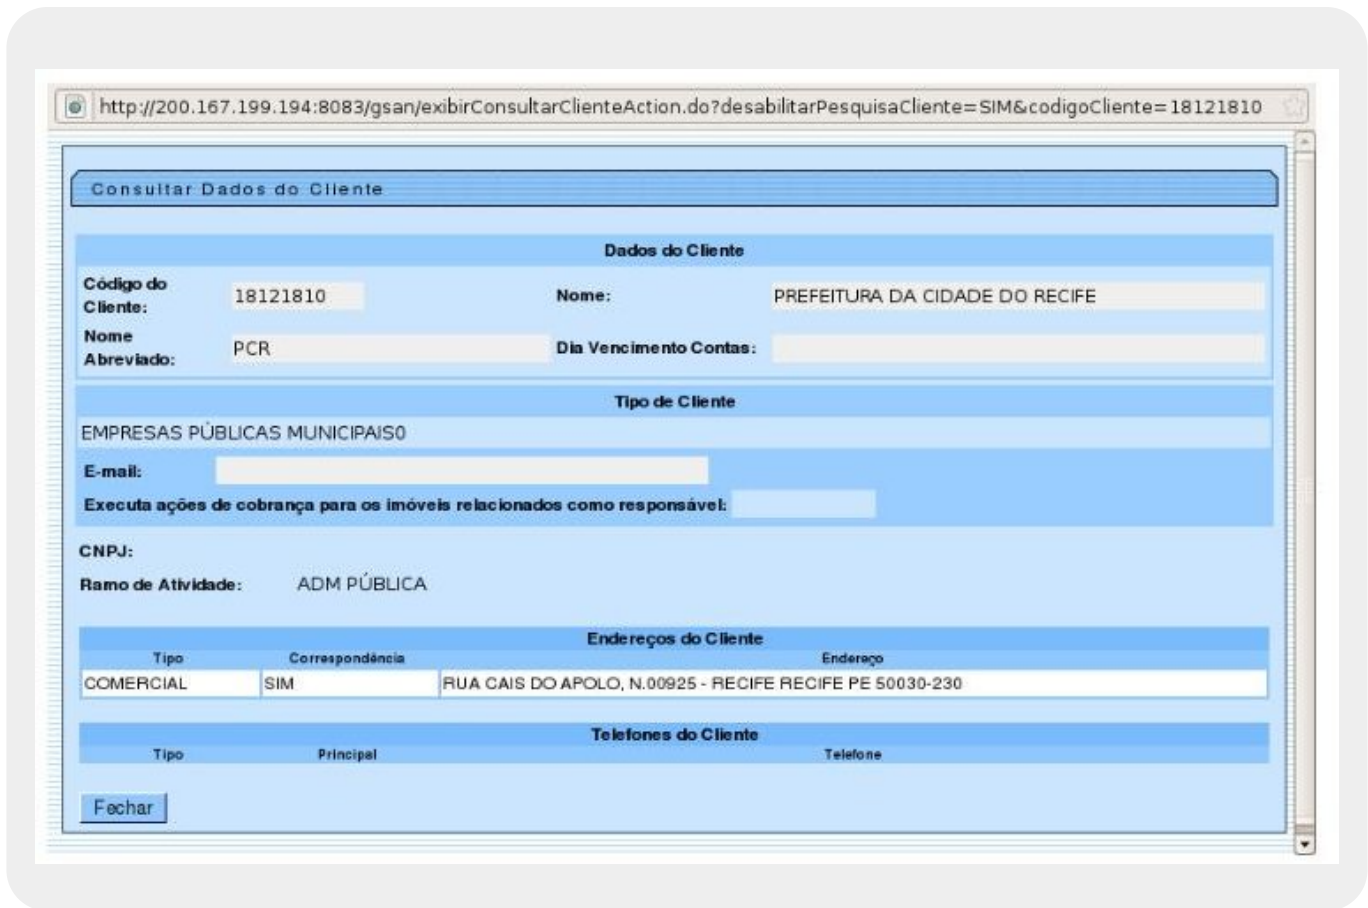 http://200.167.199.194:8083/gsan/exibirConsultarClienteAction.do?desabilitarPesquisaCliente=SIM&codigoCliente=18121810
Consultar Dados do Cliente
Dados do Cliente
Código do Cliente: 18121810 Nome: PREFEITURA DA CIDADE DO RECIFE
Nome Abreviado: PCR Dia Vencimento Contas:
Tipo de Cliente
EMPRESAS PÚBLICAS MUNICIPAIS0
E-mail:
Executa ações de cobrança para os imóveis relacionados como responsável:
CNPJ:
Ramo de Atividade: ADM PÚBLICA
Endereços do Cliente
Tipo Correspondência Endereço
COMERCIAL SIM RUA CAIS DO APOLO, N.00925 - RECIFE RECIFE PE 50030-230
Telefones do Cliente
Tipo Principal Telefone
Fechar